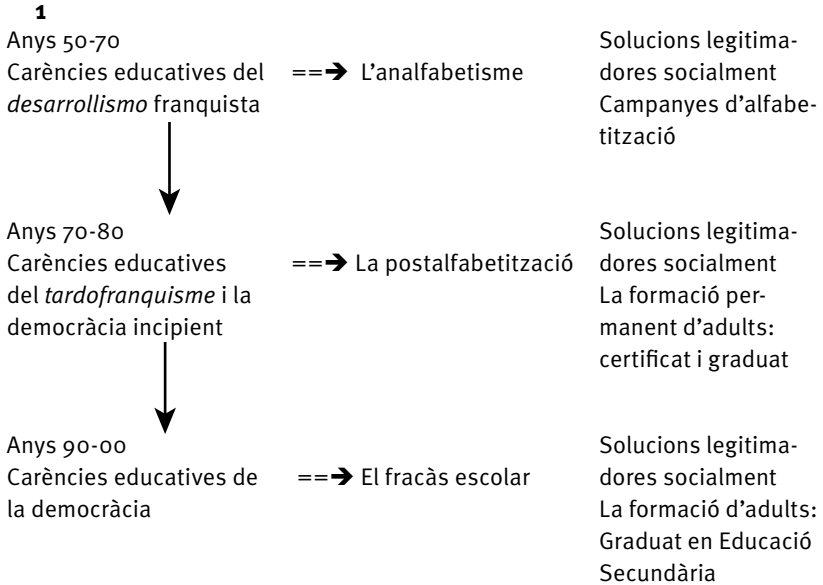 1
Anys 50-70
Carències educatives del
desarrollismo franquista
==➔ L’analfabetisme
Solucions legitima-
dores socialment
Campanyes d’alfabe-
tització
Anys 70-80
Carències educatives
del tardofranquisme i la
democràcia incipient
==➔ La postalfabetització
Solucions legitima-
dores socialment
La formació per-
manent d’adults:
certificat i graduat
Anys 90-00
Carències educatives de
la democràcia
==➔ El fracàs escolar
Solucions legitima-
dores socialment
La formació d’adults:
Graduat en Educació
Secundària